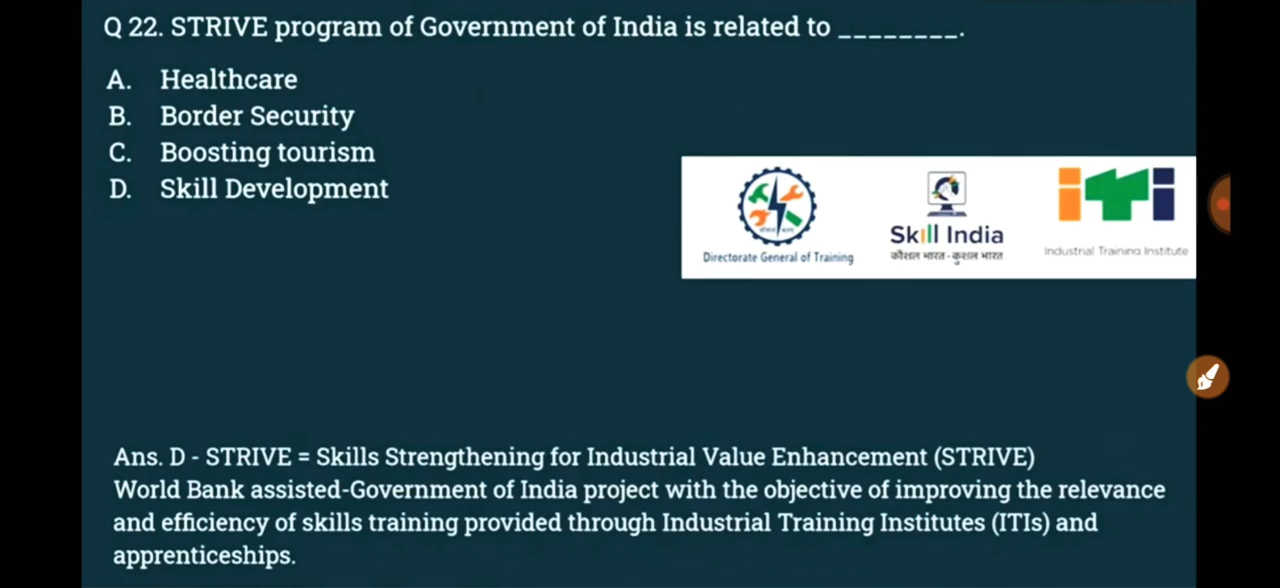 Q 22. STRIVE program of Government of India is related to ________.
A. Healthcare
B. Border Security
C. Boosting tourism
D. Skill Development
Directorate General of Training
Skill India
कौशल भारत - कुशल भारत
iTi
Industrial Training Institute
Ans. D - STRIVE = Skills Strengthening for Industrial Value Enhancement (STRIVE)
World Bank assisted-Government of India project with the objective of improving the relevance
and efficiency of skills training provided through Industrial Training Institutes (ITIs) and
apprenticeships.